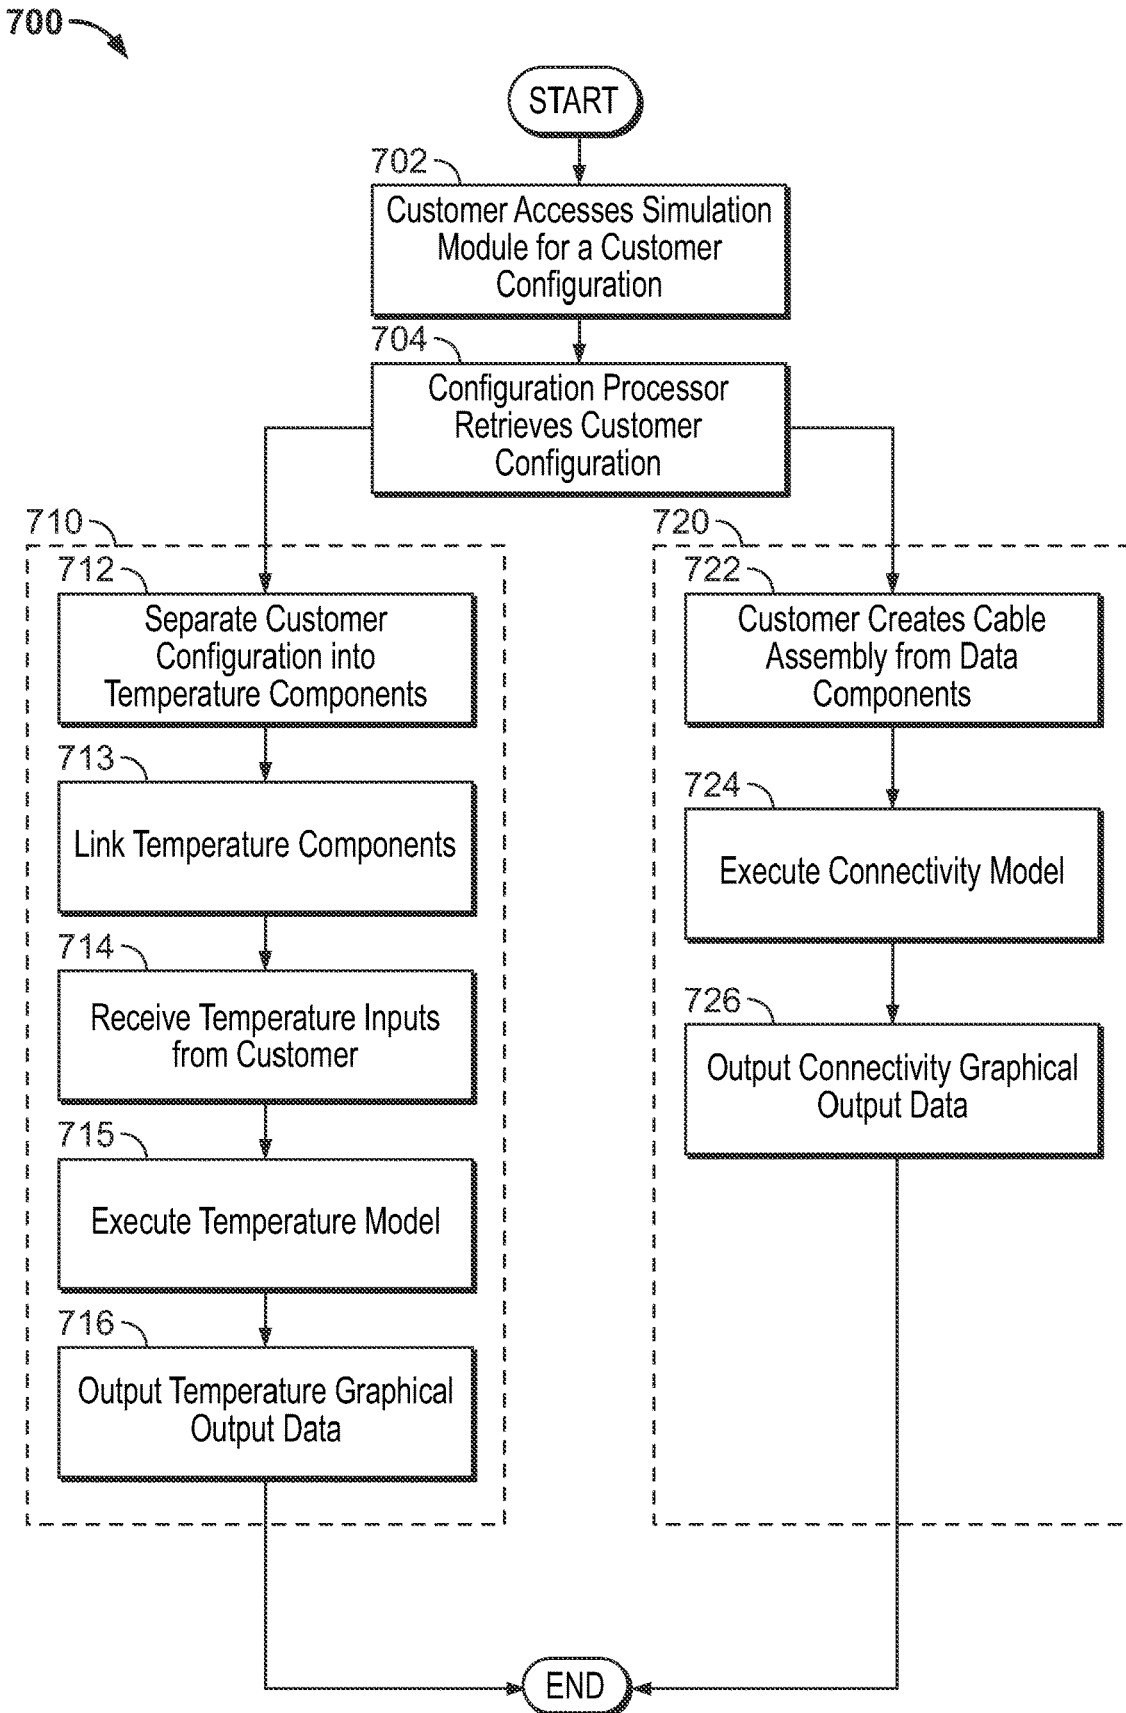 700
START
702
Customer Accesses Simulation
Module for a Customer
Configuration
704
Configuration Processor
Retrieves Customer
Configuration
710
712
Separate Customer
Configuration into
Temperature Components
713
Link Temperature Components
714
Receive Temperature Inputs
from Customer
715
Execute Temperature Model
716
Output Temperature Graphical
Output Data
720
722
Customer Creates Cable
Assembly from Data
Components
724
Execute Connectivity Model
726
Output Connectivity Graphical
Output Data
END